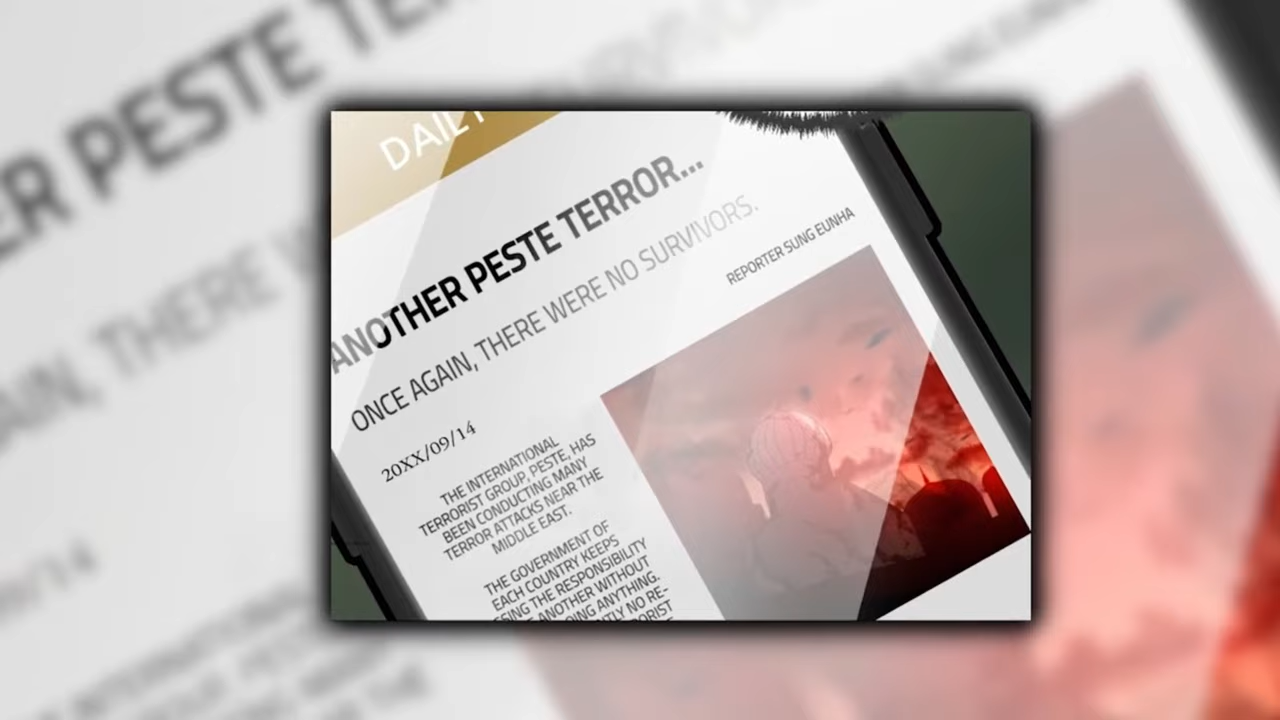 DAILY
ANOTHER PESTE TERROR...
ONCE AGAIN, THERE WERE NO SURVIVORS.
REPORTER SUNG EUNHA
20XX/09/14
THE INTERNATIONAL
TERRORIST GROUP, PESTE, HAS
BEEN CONDUCTING MANY
TERROR ATTACKS NEAR THE
MIDDLE EAST.
THE GOVERNMENT OF
EACH COUNTRY KEEPS
THE RESPONSIBILITY
ANOTHER WITHOUT
ANYTHING.
NO RE-